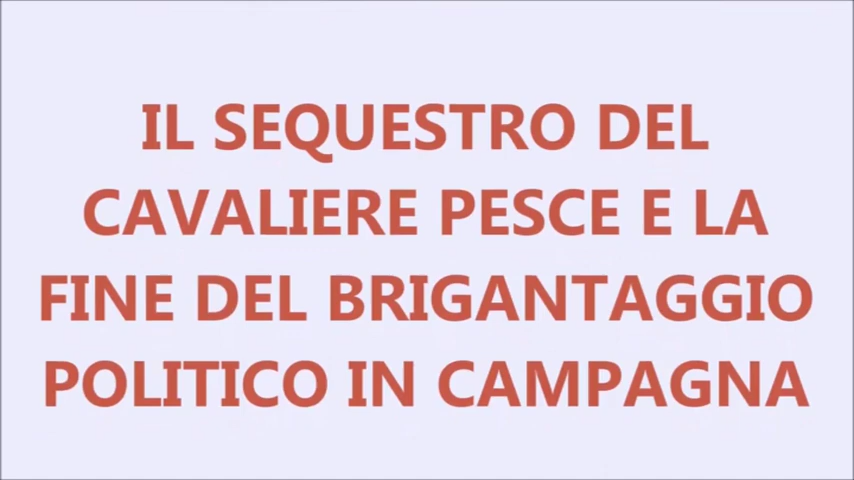 IL SEQUESTRO DEL
CAVALIERE PESCE E LA
FINE DEL BRIGANTAGGIO
POLITICO IN CAMPAGNA